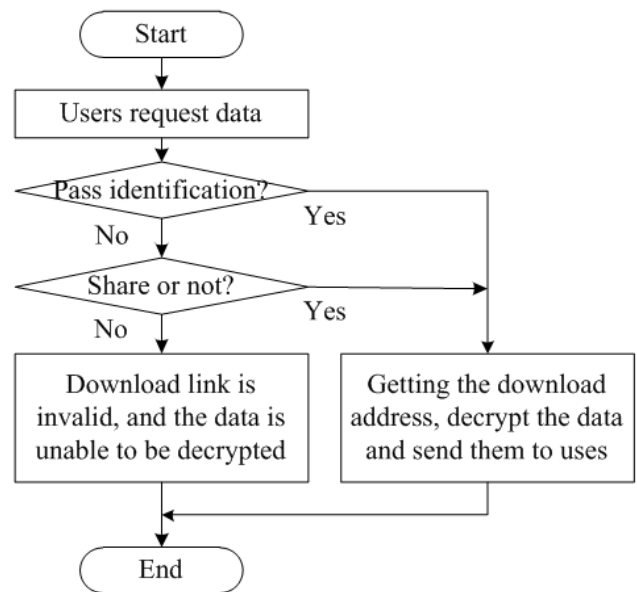 Start
Users request data
Pass identification?
Yes
No
Share or not?
Yes
No
Download link is
invalid, and the data is
unable to be decrypted
Getting the download
address, decrypt the data
and send them to uses
End